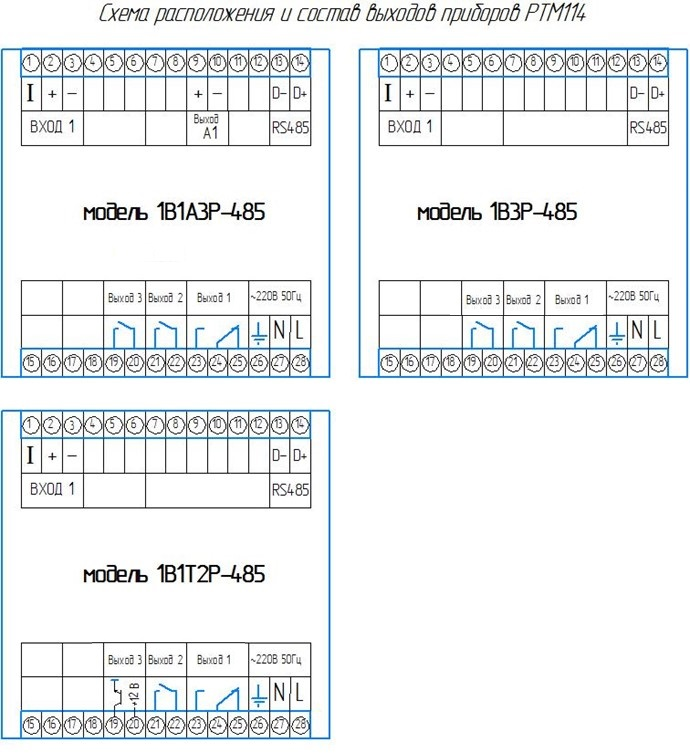 Схема расположения и состав выходов приборов РТМ114
1 2 3 4 5 6 7 8 9 10 11 12 13 14
I + − + − D− D+
ВХОД 1 Выход А1 RS485
модель 1В1А3Р-485
Выход 3 Выход 2 Выход 1 ~220В 50Гц
N L
15 16 17 18 19 20 21 22 23 24 25 26 27 28
1 2 3 4 5 6 7 8 9 10 11 12 13 14
I + − D− D+
ВХОД 1 RS485
модель 1В3Р-485
Выход 3 Выход 2 Выход 1 ~220В 50Гц
N L
15 16 17 18 19 20 21 22 23 24 25 26 27 28
1 2 3 4 5 6 7 8 9 10 11 12 13 14
I + − D− D+
ВХОД 1 RS485
модель 1В1Т2Р-485
Выход 3 Выход 2 Выход 1 ~220В 50Гц
+12 В N L
15 16 17 18 19 20 21 22 23 24 25 26 27 28